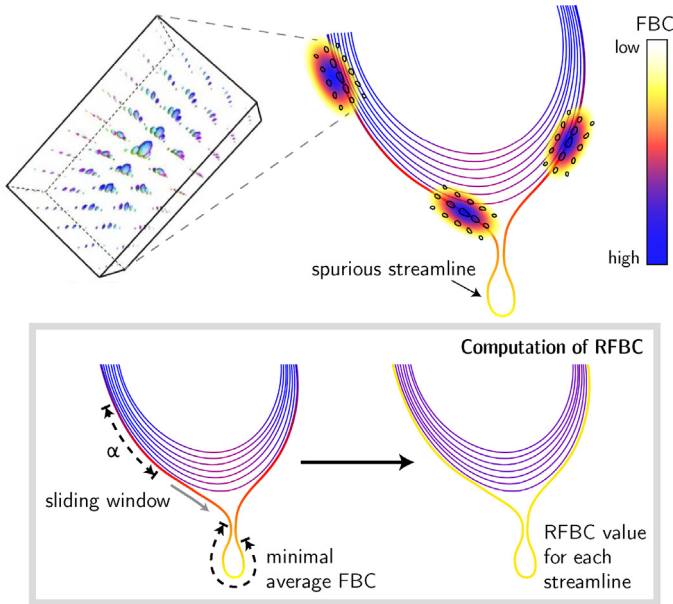 FBC
low
high
spurious streamline
Computation of RFBC
α
sliding window
minimal
average FBC
RFBC value
for each
streamline